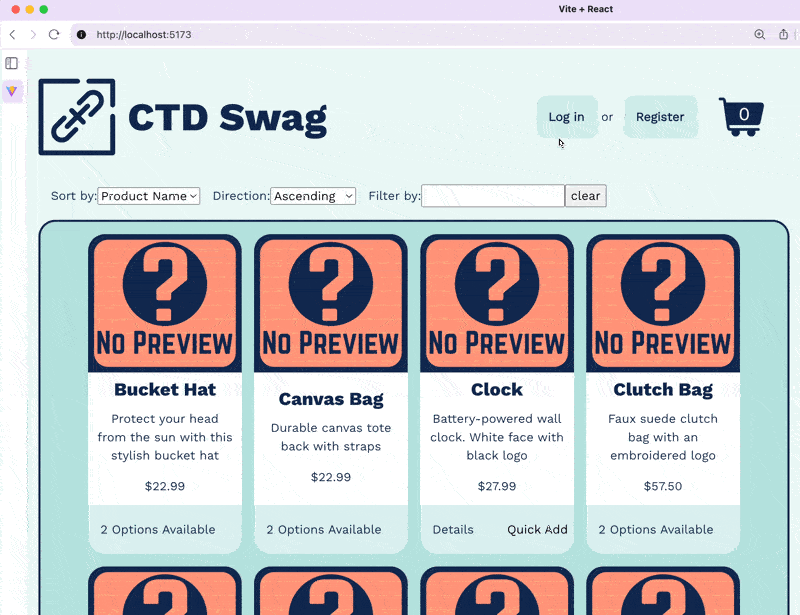 Vite + React
http://localhost:5173
CTD Swag
Log in or Register 0
Sort by: Product Name Direction: Ascending Filter by: clear
? ? ? ?
No Preview No Preview No Preview No Preview
Bucket Hat
Protect your head
from the sun with this
stylish bucket hat
$22.99
2 Options Available
Canvas Bag
Durable canvas tote
back with straps
$22.99
2 Options Available
Clock
Battery-powered wall
clock. White face with
black logo
$27.99
Details Quick Add
Clutch Bag
Faux suede clutch
bag with an
embroidered logo
$57.50
2 Options Available